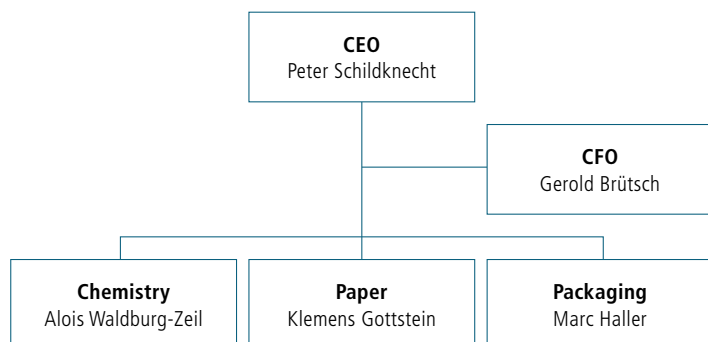 CEO
Peter Schildknecht
CFO
Gerold Brütsch
Chemistry
Alois Waldburg-Zeil
Paper
Klemens Gottstein
Packaging
Marc Haller